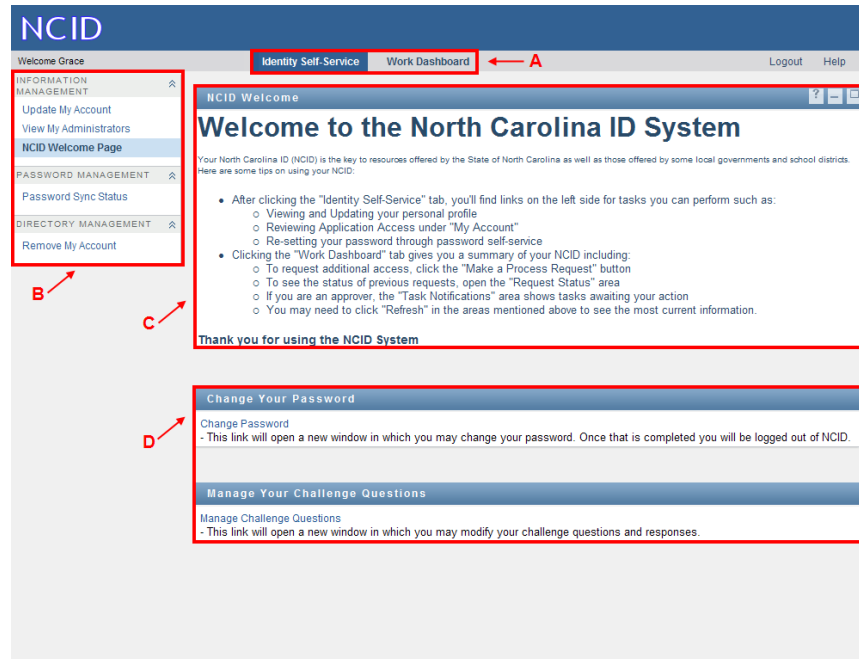 NCID
Welcome Grace
Identity Self-Service
Work Dashboard
A
Logout
Help
INFORMATION
MANAGEMENT
Update My Account
View My Administrators
NCID Welcome Page
PASSWORD MANAGEMENT
Password Sync Status
DIRECTORY MANAGEMENT
Remove My Account
B
NCID Welcome
?
Welcome to the North Carolina ID System
Your North Carolina ID (NCID) is the key to resources offered by the State of North Carolina as well as those offered by some local governments and school districts.
Here are some tips on using your NCID:
After clicking the "Identity Self-Service" tab, you'll find links on the left side for tasks you can perform such as:
Viewing and Updating your personal profile
Reviewing Application Access under "My Account"
Re-setting your password through password self-service
Clicking the "Work Dashboard" tab gives you a summary of your NCID including:
To request additional access, click the "Make a Process Request" button
To see the status of previous requests, open the "Request Status" area
If you are an approver, the "Task Notifications" area shows tasks awaiting your action
You may need to click "Refresh" in the areas mentioned above to see the most current information.
C
Thank you for using the NCID System
Change Your Password
Change Password
- This link will open a new window in which you may change your password. Once that is completed you will be logged out of NCID.
D
Manage Your Challenge Questions
Manage Challenge Questions
- This link will open a new window in which you may modify your challenge questions and responses.